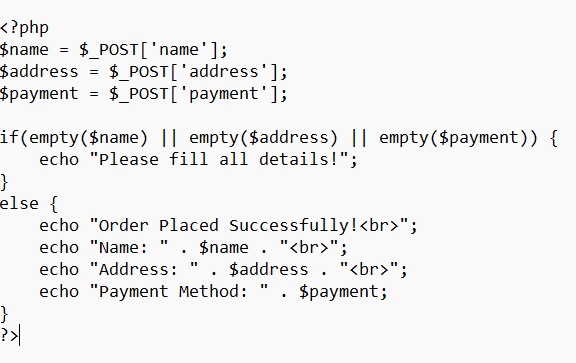 <?php
$name = $_POST['name'];
$address = $_POST['address'];
$payment = $_POST['payment'];

if(empty($name) || empty($address) || empty($payment)) {
    echo "Please fill all details!";
}
else {
    echo "Order Placed Successfully!<br>";
    echo "Name: " . $name . "<br>";
    echo "Address: " . $address . "<br>";
    echo "Payment Method: " . $payment;
}
?>